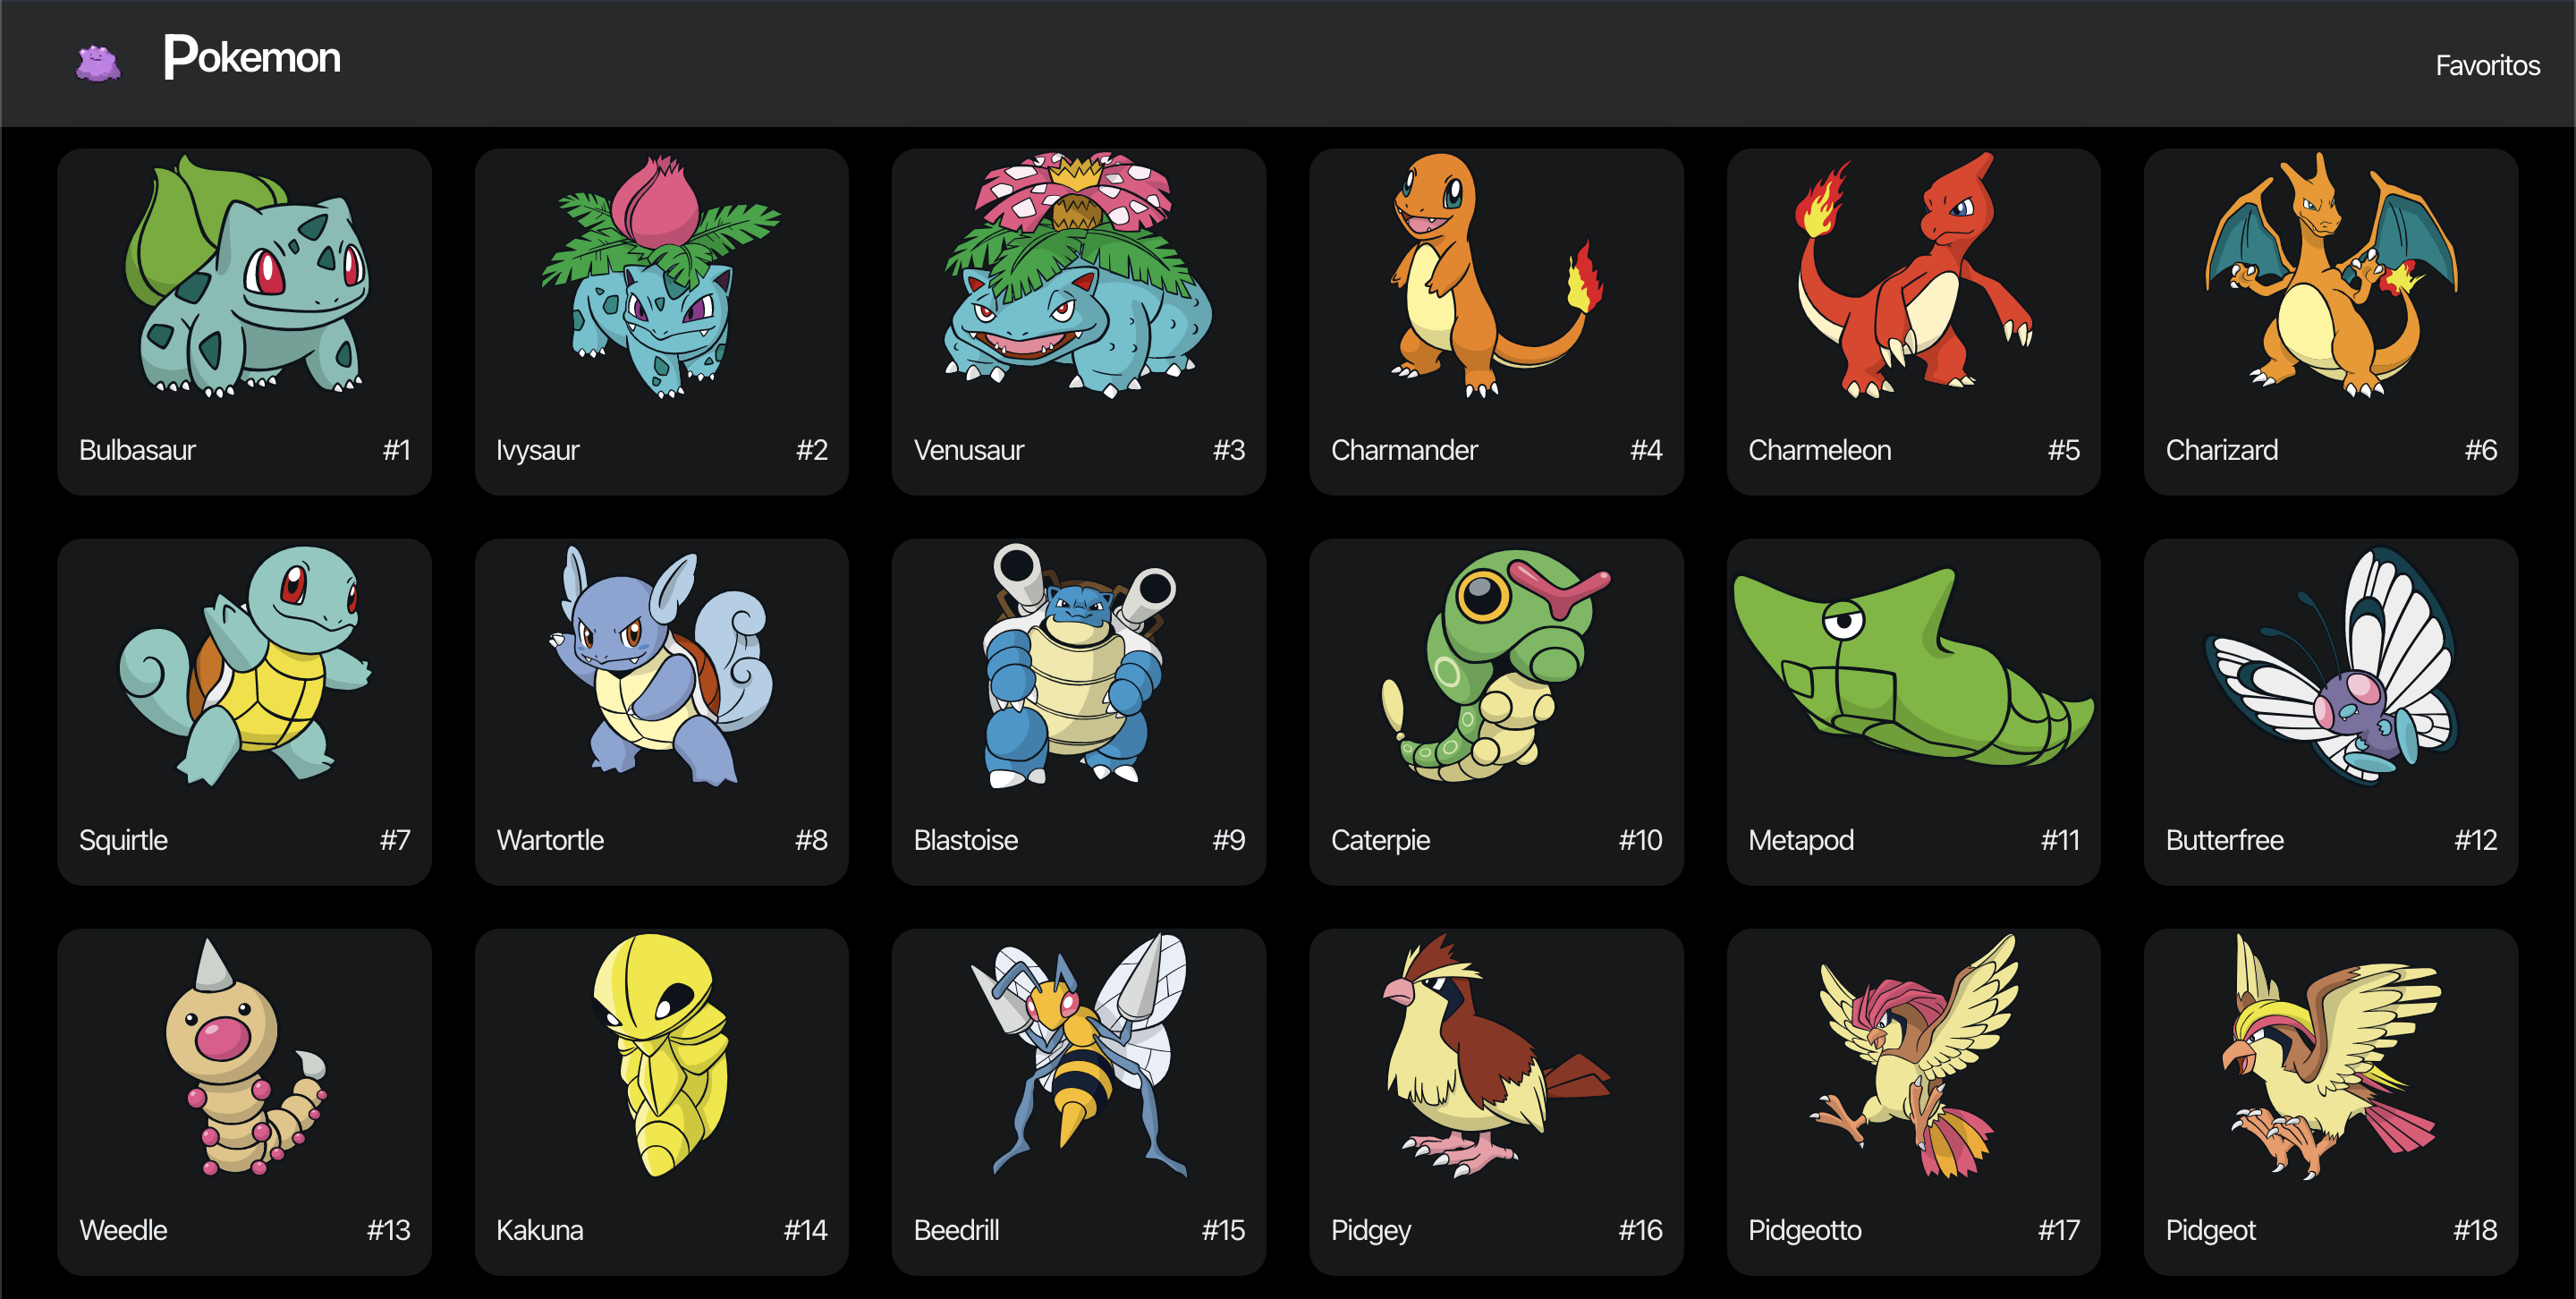 Pokemon
Favoritos
Bulbasaur #1
Ivysaur #2
Venusaur #3
Charmander #4
Charmeleon #5
Charizard #6
Squirtle #7
Wartortle #8
Blastoise #9
Caterpie #10
Metapod #11
Butterfree #12
Weedle #13
Kakuna #14
Beedrill #15
Pidgey #16
Pidgeotto #17
Pidgeot #18